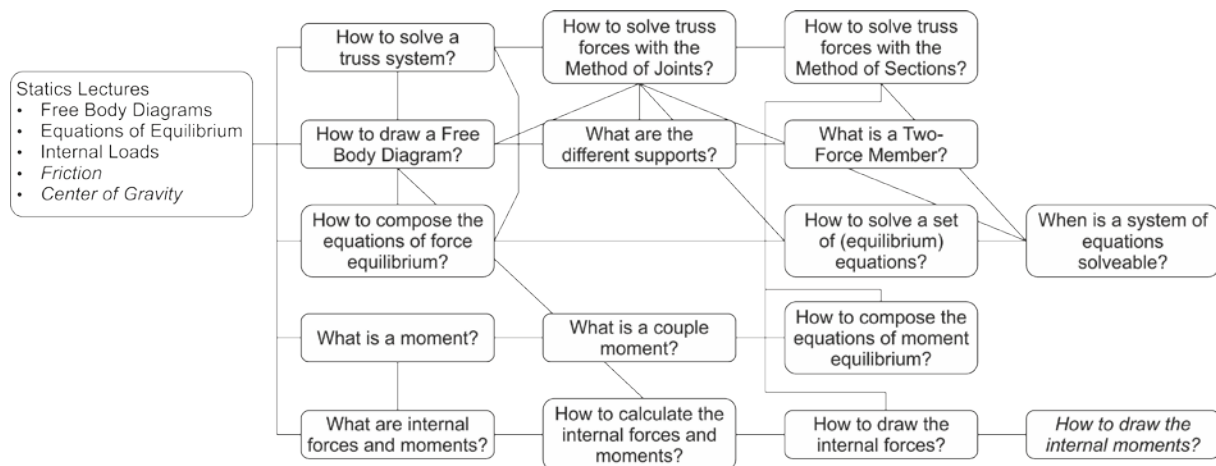 Statics Lectures
• Free Body Diagrams
• Equations of Equilibrium
• Internal Loads
• Friction
• Center of Gravity
How to solve a
truss system?
How to solve truss
forces with the
Method of Joints?
How to solve truss
forces with the
Method of Sections?
How to draw a Free
Body Diagram?
What are the
different supports?
What is a Two-
Force Member?
How to compose the
equations of force
equilibrium?
How to solve a set
of (equilibrium)
equations?
When is a system of
equations
solveable?
What is a moment?
What is a couple
moment?
How to compose the
equations of moment
equilibrium?
What are internal
forces and moments?
How to calculate the
internal forces and
moments?
How to draw the
internal forces?
How to draw the
internal moments?